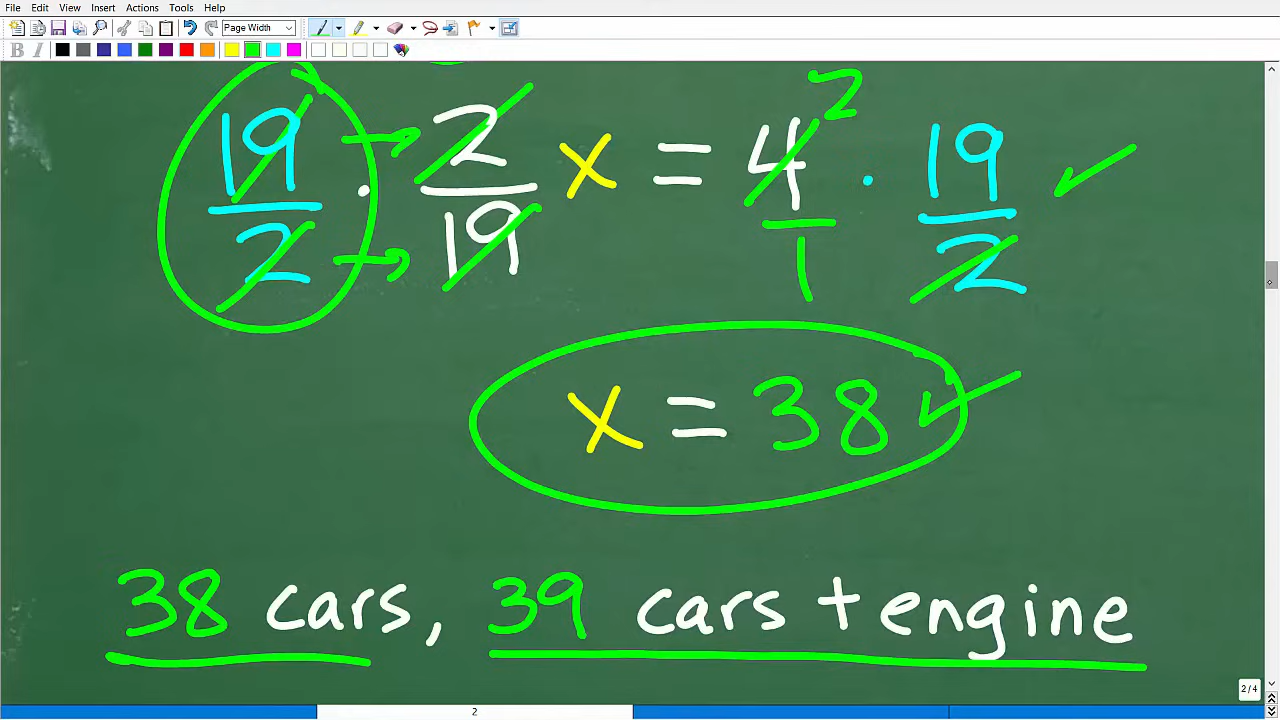 File Edit View Insert Actions Tools Help
Page Width
B I
2
19/2 · 2/19 x = 4/1 · 19/2
x = 38
38 cars, 39 cars + engine
2/4
2